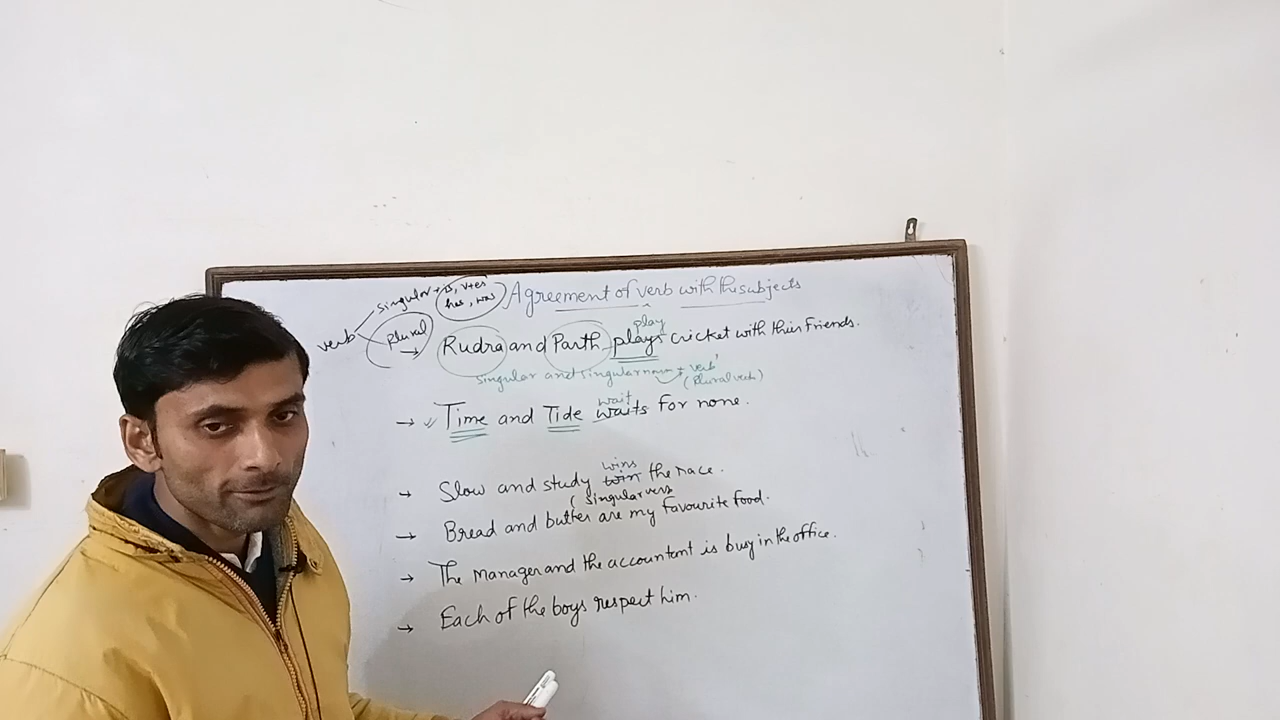 Agreement of verb with the subjects
verb
singular + s, v+es
has, was
plural
play
→ Rudra and Parth plays cricket with their friends.
singular and singular noun + verb
(plural verb)
wait
→ Time and Tide waits for none.
wins
→ Slow and study win the race.
(singular verb
→ Bread and butter are my favourite food.
→ The manager and the accountant is busy in the office.
→ Each of the boys respect him.